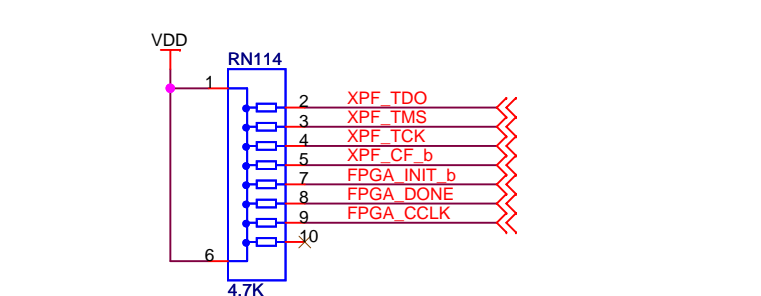 VDD
RN114
1
2 XPF_TDO
3 XPF_TMS
4 XPF_TCK
5 XPF_CF_b
7 FPGA_INIT_b
8 FPGA_DONE
9 FPGA_CCLK
10
6
4.7K